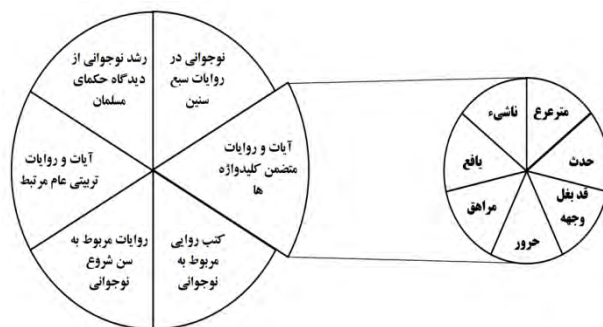 نوجوانی در
روایات سبع
سنین
آیات و روایات
متضمن کلیدواژه
ها
کتب روایی
مربوط به
نوجوانی
روایات مربوط به
سن شروع
نوجوانی
آیات و روایات
تربیتی عام مرتبط
رشد نوجوانی از
دیدگاه حکمای
مسلمان
مترعرع
حدث
قد بغل
وجهه
حرور
مراهق
یافع
ناشیء